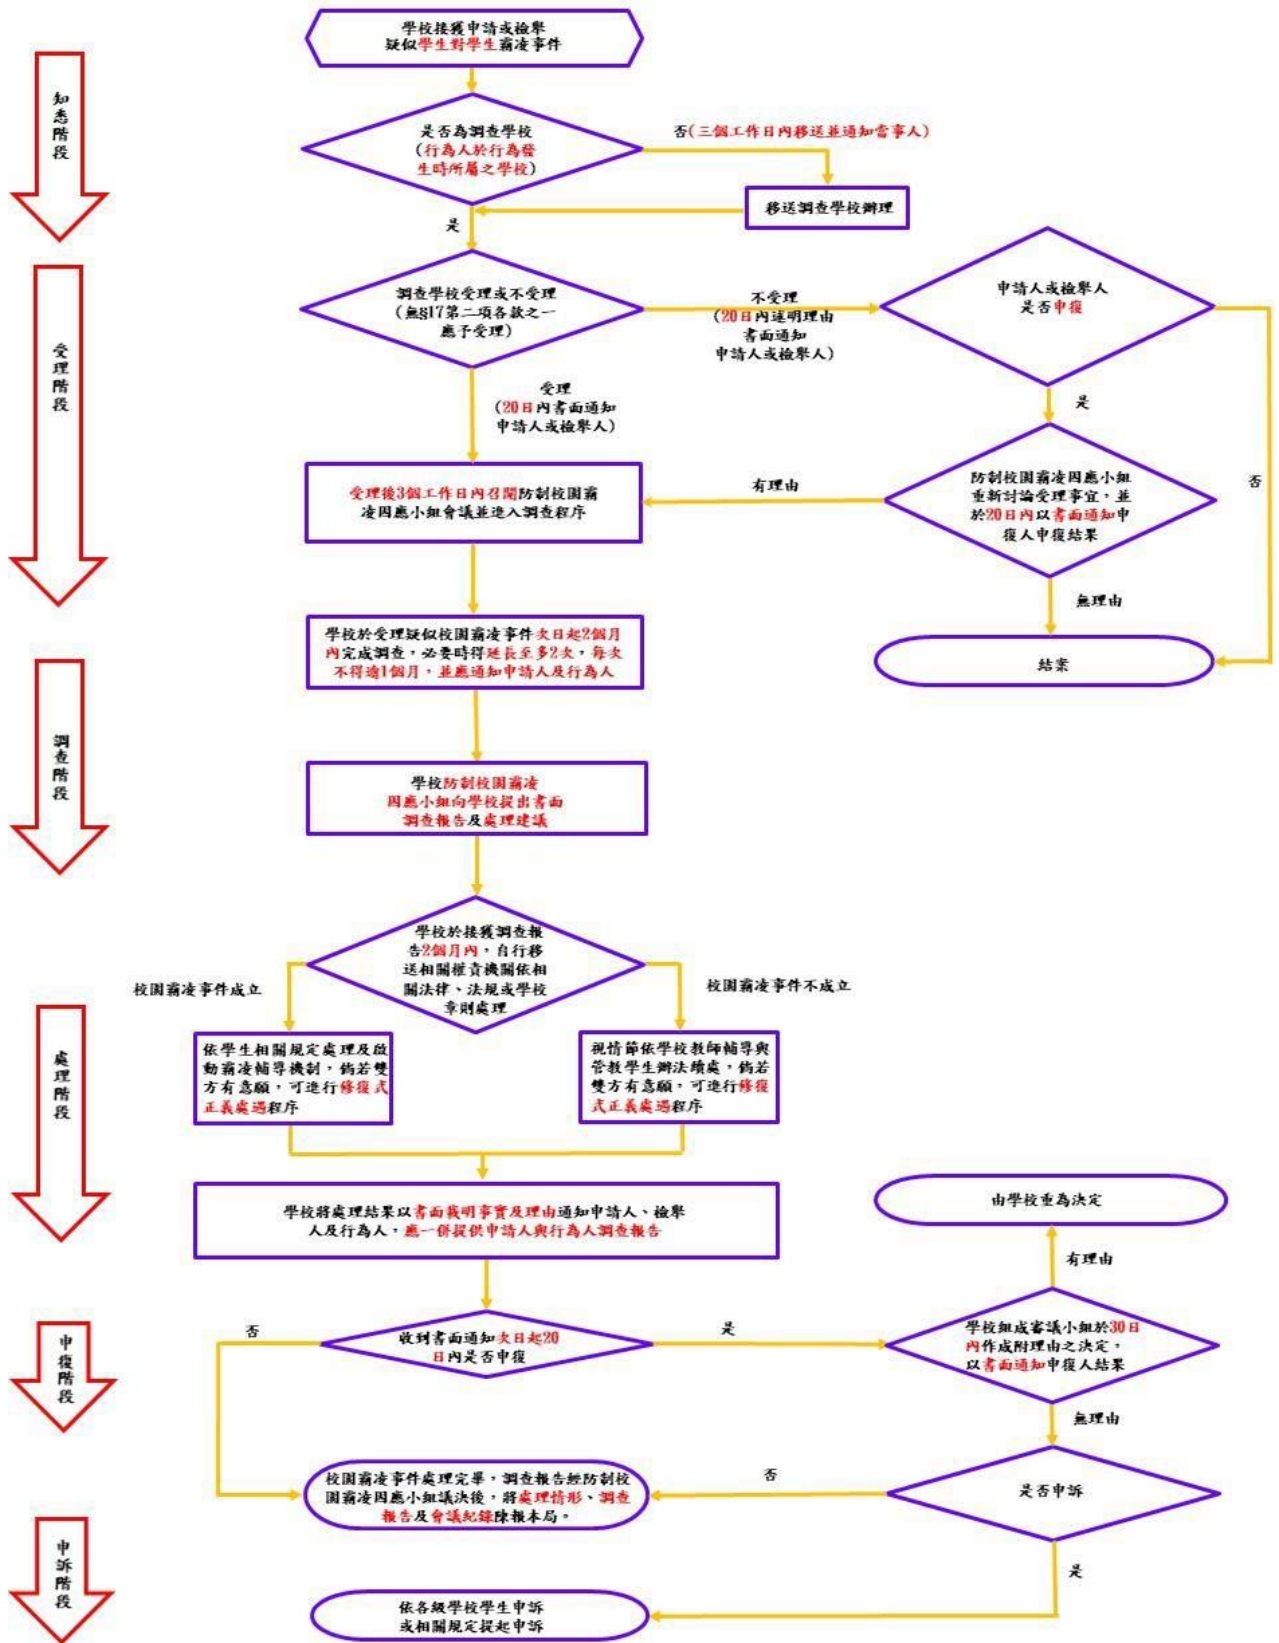 學校接獲申請或檢舉
疑似學生對學生霸凌事件
知悉階段
是否為調查學校
(行為人於行為發
生時所屬之學校)
否(三個工作日內移送並通知當事人)
移送調查學校辦理
是
受理階段
調查學校受理或不受理
(無§17第二項各款之一
應予受理)
不受理
(20日內述明理由
書面通知
申請人或檢舉人)
申請人或檢舉人
是否申復
受理
(20日內書面通知
申請人或檢舉人)
是
否
受理後3個工作日內召開防制校園霸
凌因應小組會議並進入調查程序
有理由
防制校園霸凌因應小組
重新討論受理事宜，並
於20日內以書面通知申
復人申復結果
無理由
結案
學校於受理疑似校園霸凌事件次日起2個月
內完成調查，必要時得延長至多2次，每次
不得逾1個月，並應通知申請人及行為人
調查階段
學校防制校園霸凌
因應小組向學校提出書面
調查報告及處理建議
學校於接獲調查報
告2個月內，自行移
送相關權責機關依相
關法律、法規或學校
章則處理
校園霸凌事件成立
校園霸凌事件不成立
處理階段
依學生相關規定處理及啟
動霸凌輔導機制，倘若雙
方有意願，可進行修復式
正義處遇程序
視情節依學校教師輔導與
管教學生辦法續處，倘若
雙方有意願，可進行修復
式正義處遇程序
學校將處理結果以書面載明事實及理由通知申請人、檢舉
人及行為人，應一併提供申請人與行為人調查報告
由學校重為決定
有理由
申復階段
否
收到書面通知次日起20
日內是否申復
是
學校組成審議小組於30日
內作成附理由之決定，
以書面通知申復人結果
無理由
校園霸凌事件處理完畢，調查報告經防制校
園霸凌因應小組議決後，將處理情形、調查
報告及會議紀錄陳報本局。
否
是否申訴
是
申訴階段
依各級學校學生申訴
或相關規定提起申訴